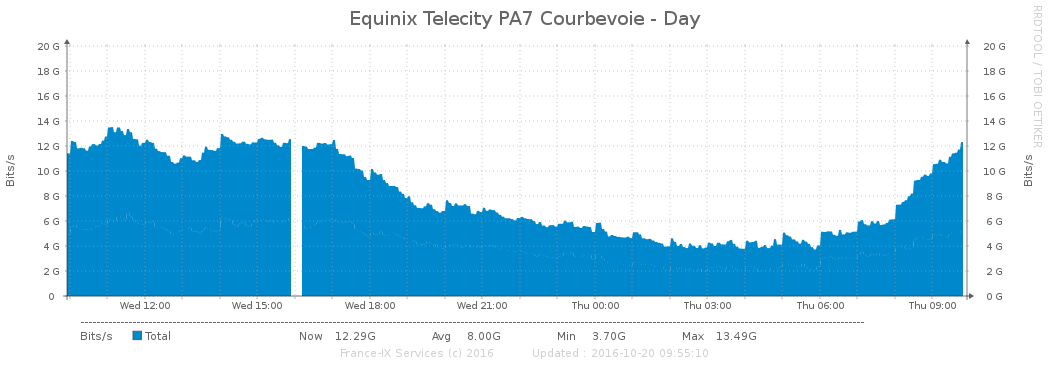 Equinix Telecity PA7 Courbevoie - Day
RRDTOOL / TOBI OETIKER
20 G 20 G
18 G 18 G
16 G 16 G
14 G 14 G
12 G 12 G
10 G 10 G
8 G 8 G
6 G 6 G
4 G 4 G
2 G 2 G
0 0 G
Bits/s
Bits/s
Wed 12:00 Wed 15:00 Wed 18:00 Wed 21:00 Thu 00:00 Thu 03:00 Thu 06:00 Thu 09:00
Bits/s Total Now 12.29G Avg 8.00G Min 3.70G Max 13.49G
France-IX Services (c) 2016 Updated : 2016-10-20 09:55:10